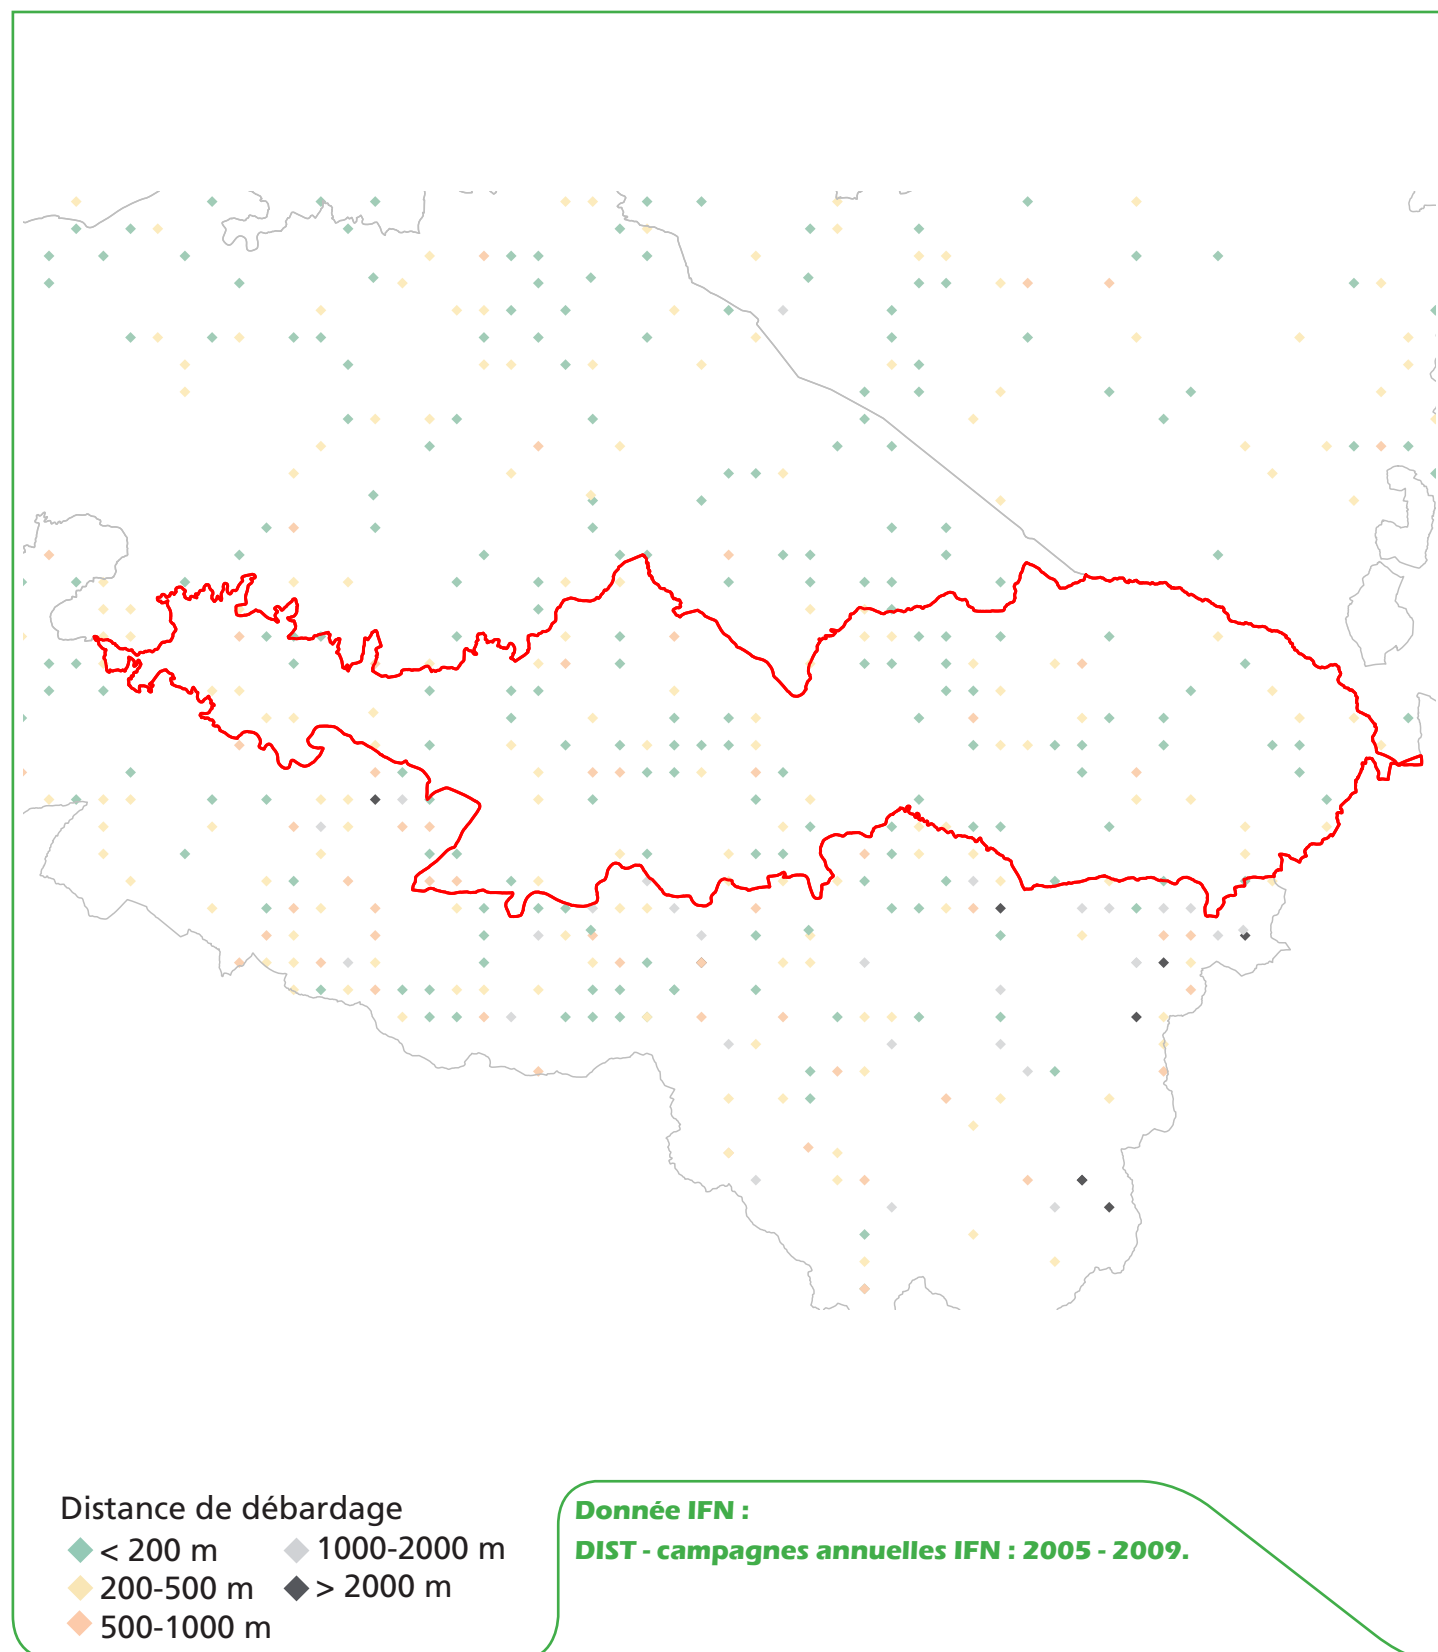 Distance de débardage
< 200 m
200-500 m
500-1000 m
1000-2000 m
> 2000 m
Donnée IFN :
DIST - campagnes annuelles IFN : 2005 - 2009.